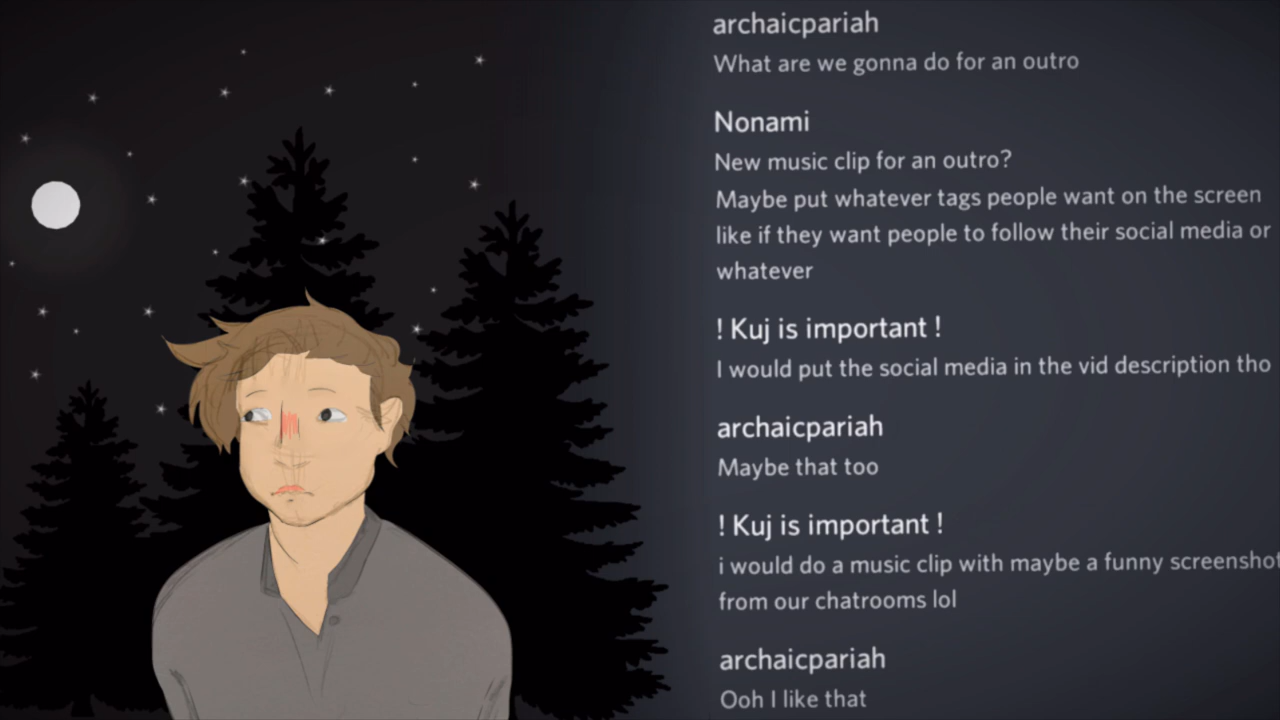 archaicpariah
What are we gonna do for an outro
Nonami
New music clip for an outro?
Maybe put whatever tags people want on the screen
like if they want people to follow their social media or
whatever
! Kuj is important !
I would put the social media in the vid description tho
archaicpariah
Maybe that too
! Kuj is important !
i would do a music clip with maybe a funny screenshot
from our chatrooms lol
archaicpariah
Ooh I like that